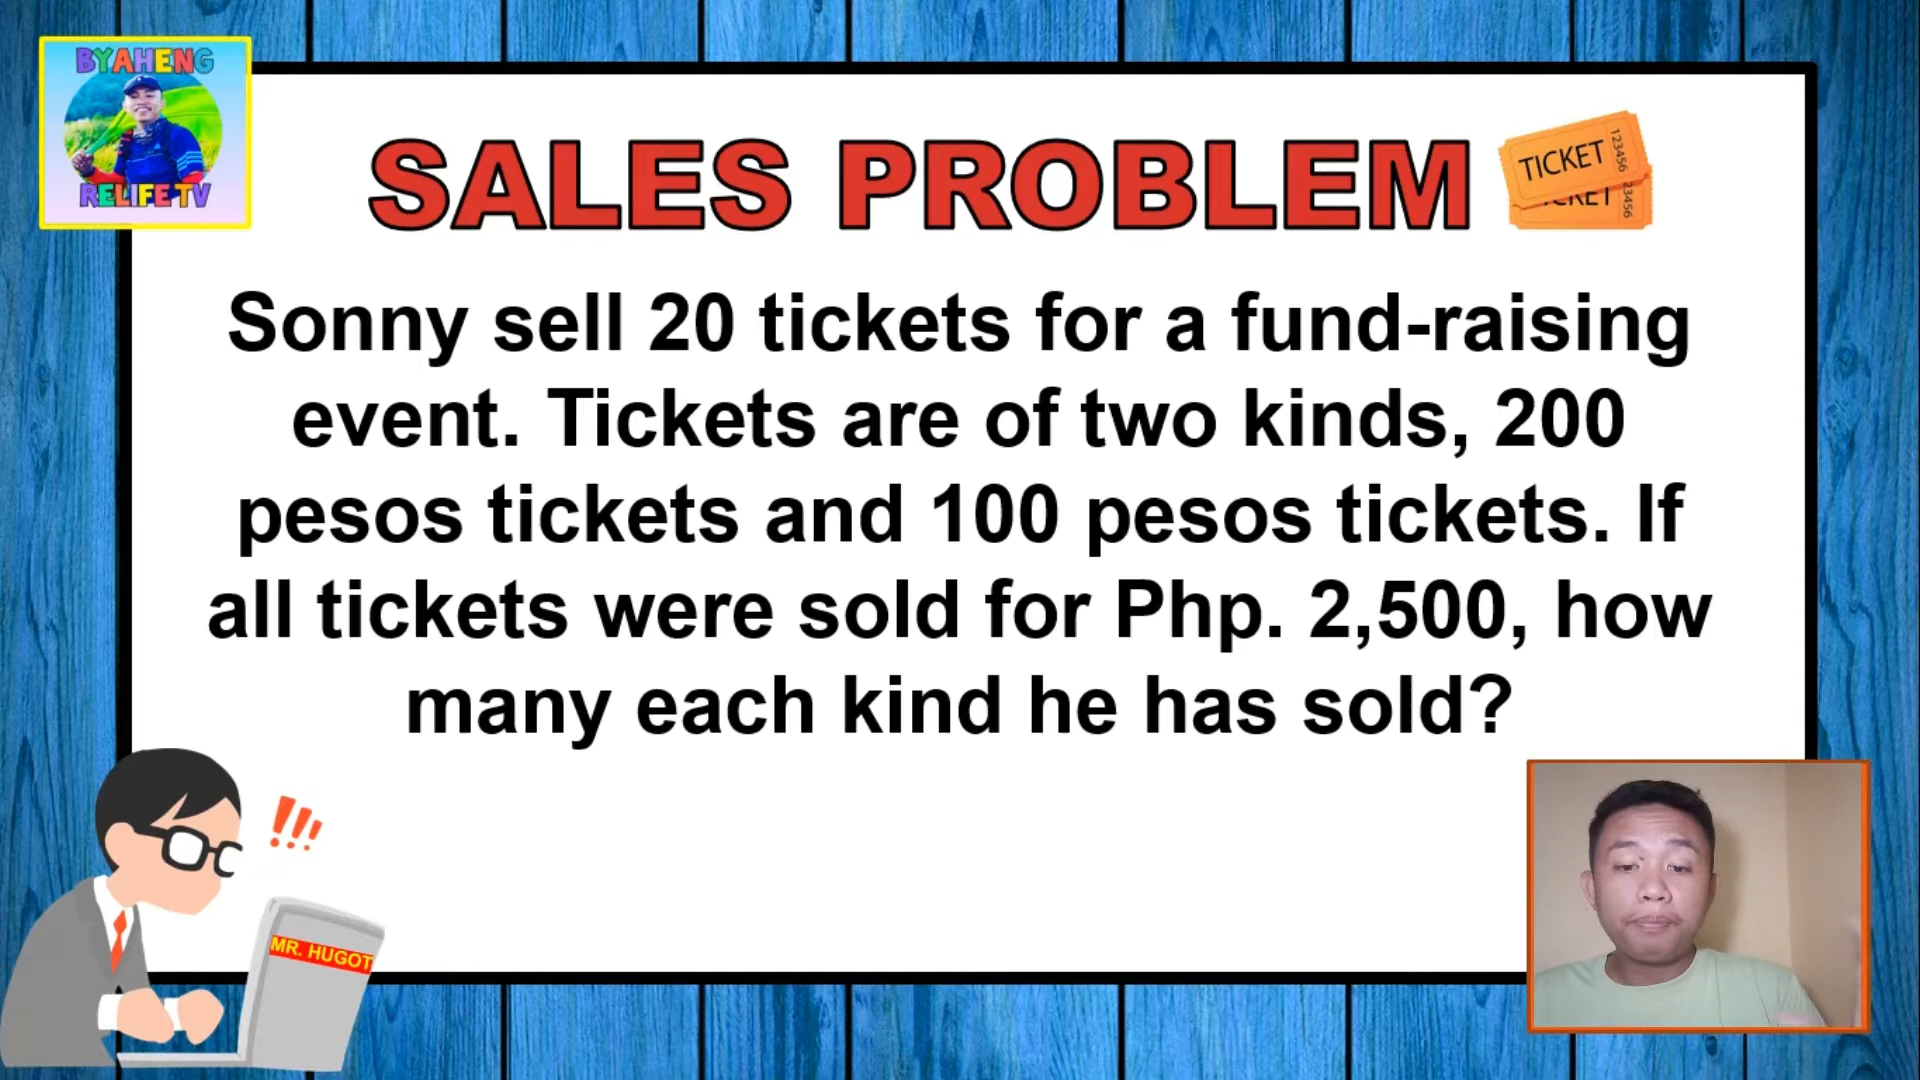 BYAHENG
RELIFE TV
SALES PROBLEM
TICKET
123456
Sonny sell 20 tickets for a fund-raising
event. Tickets are of two kinds, 200
pesos tickets and 100 pesos tickets. If
all tickets were sold for Php. 2,500, how
many each kind he has sold?
!!!
MR. HUGOT